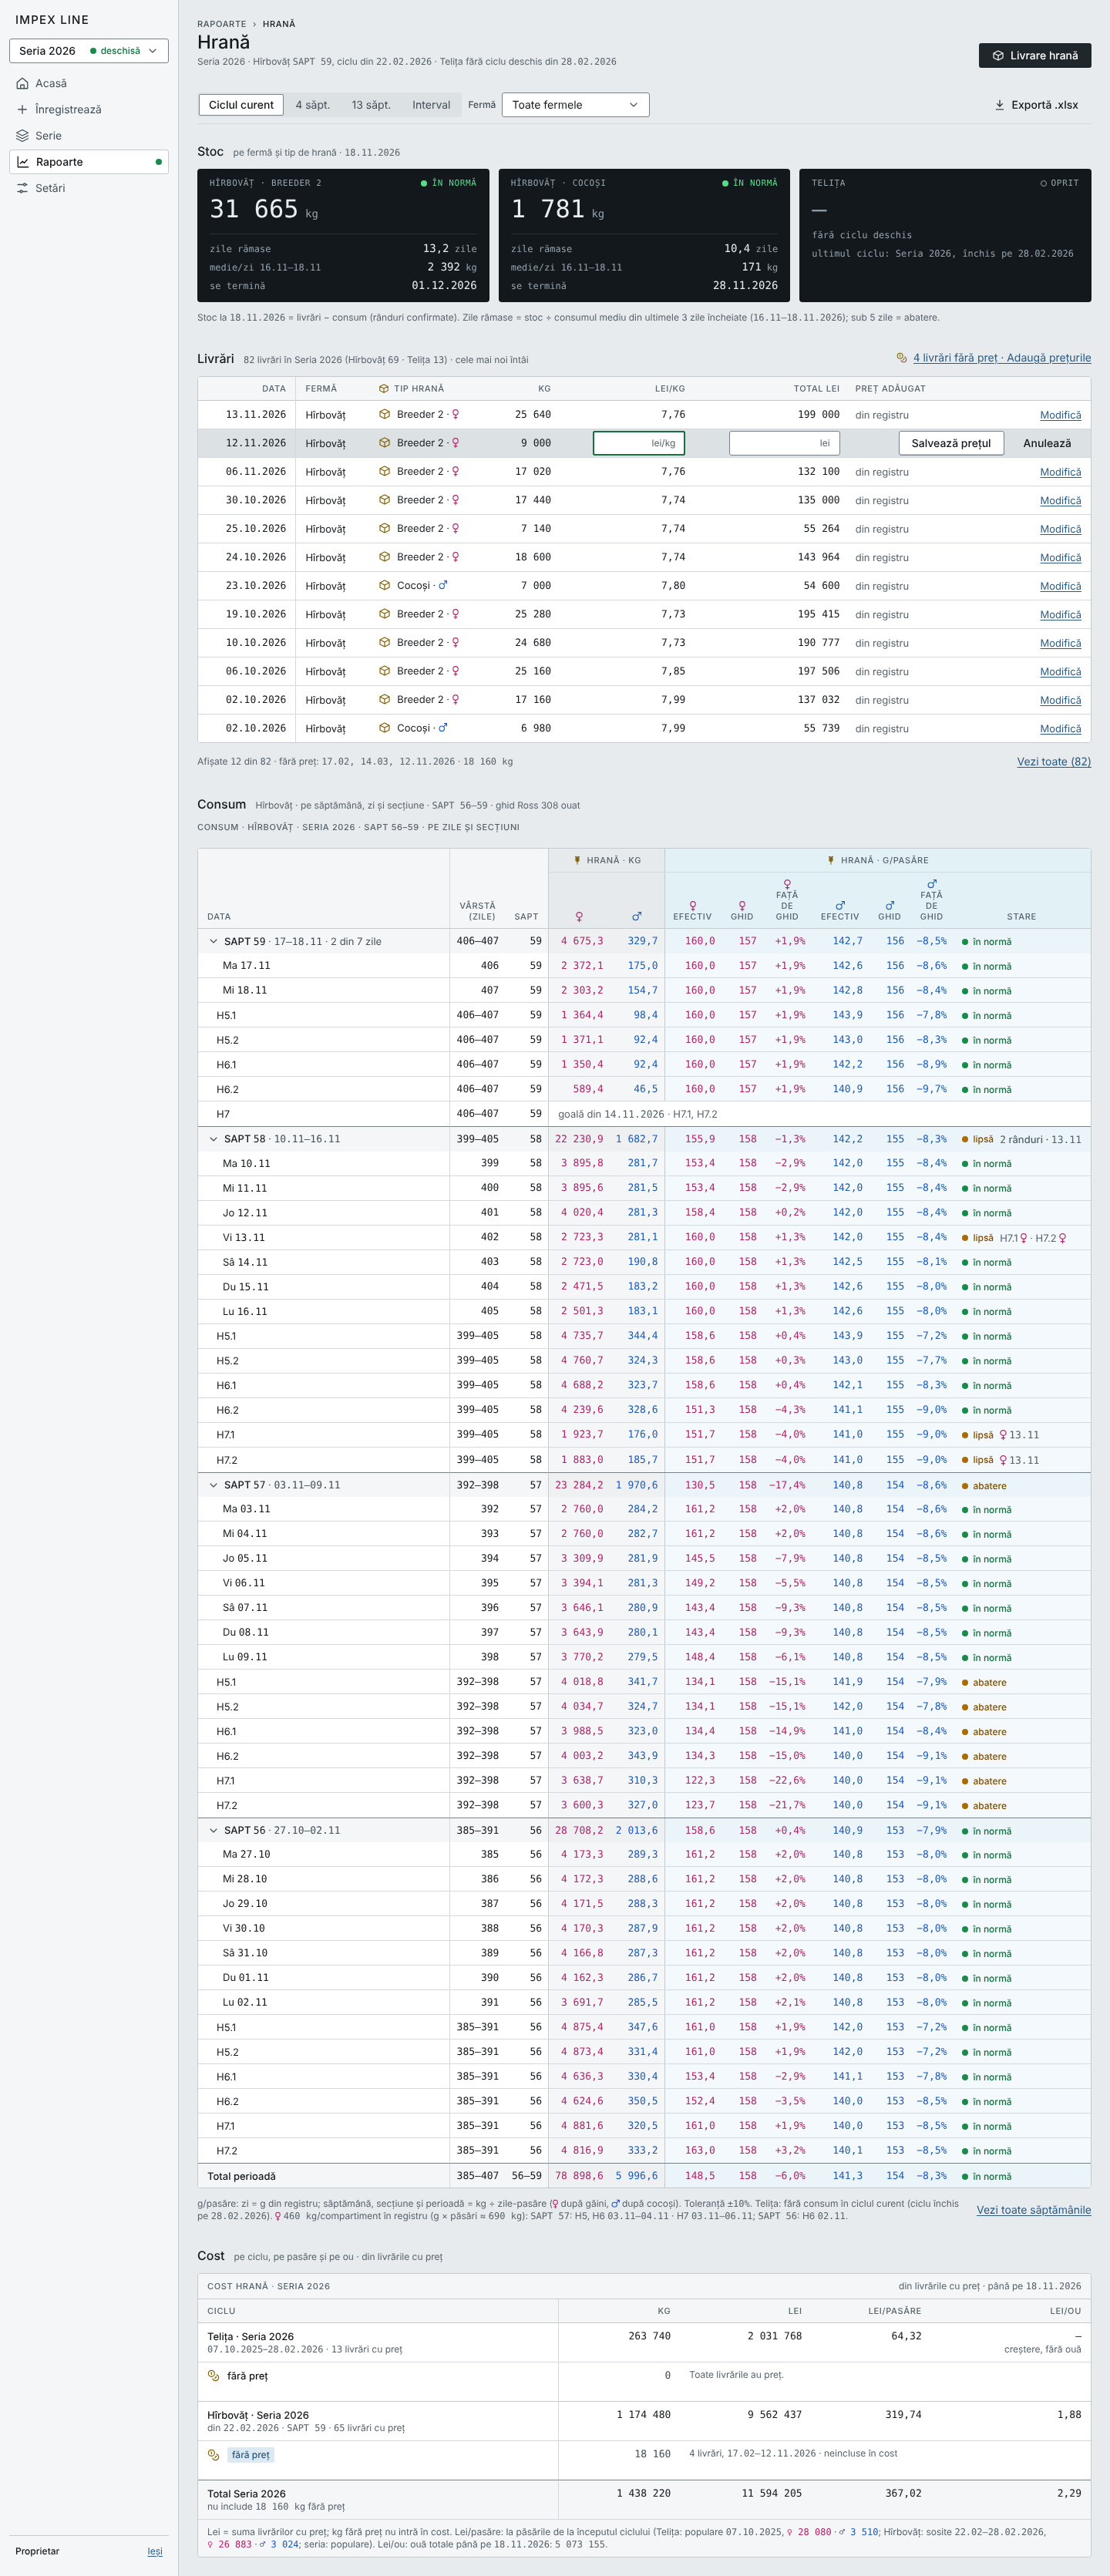 IMPEX LINE
Seria 2026 deschisă
Acasă
Înregistrează
Serie
Rapoarte
Setări
Proprietar Ieși
RAPOARTE › HRANĂ
Hrană
Seria 2026 · Hîrbovăț SAPT 59, ciclu din 22.02.2026 · Telița fără ciclu deschis din 28.02.2026
Livrare hrană
Ciclul curent 4 săpt. 13 săpt. Interval Fermă Toate fermele Exportă .xlsx
Stoc pe fermă și tip de hrană · 18.11.2026
HÎRBOVĂȚ · BREEDER 2 ÎN NORMĂ
31 665 kg
zile rămase 13,2 zile
medie/zi 16.11–18.11 2 392 kg
se termină 01.12.2026
HÎRBOVĂȚ · COCOȘI ÎN NORMĂ
1 781 kg
zile rămase 10,4 zile
medie/zi 16.11–18.11 171 kg
se termină 28.11.2026
TELIȚA OPRIT
—
fără ciclu deschis
ultimul ciclu: Seria 2026, închis pe 28.02.2026
Stoc la 18.11.2026 = livrări − consum (rânduri confirmate). Zile rămase = stoc ÷ consumul mediu din ultimele 3 zile încheiate (16.11–18.11.2026); sub 5 zile = abatere.
Livrări 82 livrări în Seria 2026 (Hîrbovăț 69 · Telița 13) · cele mai noi întâi
4 livrări fără preț · Adaugă prețurile
DATA FERMĂ TIP HRANĂ KG LEI/KG TOTAL LEI PREȚ ADĂUGAT
13.11.2026 Hîrbovăț Breeder 2 · ♀ 25 640 7,76 199 000 din registru Modifică
12.11.2026 Hîrbovăț Breeder 2 · ♀ 9 000 lei/kg lei Salvează prețul Anulează
06.11.2026 Hîrbovăț Breeder 2 · ♀ 17 020 7,76 132 100 din registru Modifică
30.10.2026 Hîrbovăț Breeder 2 · ♀ 17 440 7,74 135 000 din registru Modifică
25.10.2026 Hîrbovăț Breeder 2 · ♀ 7 140 7,74 55 264 din registru Modifică
24.10.2026 Hîrbovăț Breeder 2 · ♀ 18 600 7,74 143 964 din registru Modifică
23.10.2026 Hîrbovăț Cocoși · ♂ 7 000 7,80 54 600 din registru Modifică
19.10.2026 Hîrbovăț Breeder 2 · ♀ 25 280 7,73 195 415 din registru Modifică
10.10.2026 Hîrbovăț Breeder 2 · ♀ 24 680 7,73 190 777 din registru Modifică
06.10.2026 Hîrbovăț Breeder 2 · ♀ 25 160 7,85 197 506 din registru Modifică
02.10.2026 Hîrbovăț Breeder 2 · ♀ 17 160 7,99 137 032 din registru Modifică
02.10.2026 Hîrbovăț Cocoși · ♂ 6 980 7,99 55 739 din registru Modifică
Afișate 12 din 82 · fără preț: 17.02, 14.03, 12.11.2026 · 18 160 kg
Vezi toate (82)
Consum Hîrbovăț · pe săptămână, zi și secțiune · SAPT 56–59 · ghid Ross 308 ouat
CONSUM · HÎRBOVĂȚ · SERIA 2026 · SAPT 56–59 · PE ZILE ȘI SECȚIUNI
HRANĂ · KG HRANĂ · G/PASĂRE
DATA VÂRSTĂ (ZILE) SAPT ♀ ♂ ♀ EFECTIV ♀ GHID ♀ FAȚĂ DE GHID ♂ EFECTIV ♂ GHID ♂ FAȚĂ DE GHID STARE
SAPT 59 · 17–18.11 · 2 din 7 zile 406–407 59 4 675,3 329,7 160,0 157 +1,9% 142,7 156 −8,5% în normă
Ma 17.11 406 59 2 372,1 175,0 160,0 157 +1,9% 142,6 156 −8,6% în normă
Mi 18.11 407 59 2 303,2 154,7 160,0 157 +1,9% 142,8 156 −8,4% în normă
H5.1 406–407 59 1 364,4 98,4 160,0 157 +1,9% 143,9 156 −7,8% în normă
H5.2 406–407 59 1 371,1 92,4 160,0 157 +1,9% 143,0 156 −8,3% în normă
H6.1 406–407 59 1 350,4 92,4 160,0 157 +1,9% 142,2 156 −8,9% în normă
H6.2 406–407 59 589,4 46,5 160,0 157 +1,9% 140,9 156 −9,7% în normă
H7 406–407 59 goală din 14.11.2026 · H7.1, H7.2
SAPT 58 · 10.11–16.11 399–405 58 22 230,9 1 682,7 155,9 158 −1,3% 142,2 155 −8,3% lipsă 2 rânduri · 13.11
Ma 10.11 399 58 3 895,8 281,7 153,4 158 −2,9% 142,0 155 −8,4% în normă
Mi 11.11 400 58 3 895,6 281,5 153,4 158 −2,9% 142,0 155 −8,4% în normă
Jo 12.11 401 58 4 020,4 281,3 158,4 158 +0,2% 142,0 155 −8,4% în normă
Vi 13.11 402 58 2 723,3 281,1 160,0 158 +1,3% 142,0 155 −8,4% lipsă H7.1 ♀ · H7.2 ♀
Sâ 14.11 403 58 2 723,0 190,8 160,0 158 +1,3% 142,5 155 −8,1% în normă
Du 15.11 404 58 2 471,5 183,2 160,0 158 +1,3% 142,6 155 −8,0% în normă
Lu 16.11 405 58 2 501,3 183,1 160,0 158 +1,3% 142,6 155 −8,0% în normă
H5.1 399–405 58 4 735,7 344,4 158,6 158 +0,4% 143,9 155 −7,2% în normă
H5.2 399–405 58 4 760,7 324,3 158,6 158 +0,3% 143,0 155 −7,7% în normă
H6.1 399–405 58 4 688,2 323,7 158,6 158 +0,4% 142,1 155 −8,3% în normă
H6.2 399–405 58 4 239,6 328,6 151,3 158 −4,3% 141,1 155 −9,0% în normă
H7.1 399–405 58 1 923,7 176,0 151,7 158 −4,0% 141,0 155 −9,0% lipsă ♀ 13.11
H7.2 399–405 58 1 883,0 185,7 151,7 158 −4,0% 141,0 155 −9,0% lipsă ♀ 13.11
SAPT 57 · 03.11–09.11 392–398 57 23 284,2 1 970,6 130,5 158 −17,4% 140,8 154 −8,6% abatere
Ma 03.11 392 57 2 760,0 284,2 161,2 158 +2,0% 140,8 154 −8,6% în normă
Mi 04.11 393 57 2 760,0 282,7 161,2 158 +2,0% 140,8 154 −8,6% în normă
Jo 05.11 394 57 3 309,9 281,9 145,5 158 −7,9% 140,8 154 −8,5% în normă
Vi 06.11 395 57 3 394,1 281,3 149,2 158 −5,5% 140,8 154 −8,5% în normă
Sâ 07.11 396 57 3 646,1 280,9 143,4 158 −9,3% 140,8 154 −8,5% în normă
Du 08.11 397 57 3 643,9 280,1 143,4 158 −9,3% 140,8 154 −8,5% în normă
Lu 09.11 398 57 3 770,2 279,5 148,4 158 −6,1% 140,8 154 −8,5% în normă
H5.1 392–398 57 4 018,8 341,7 134,1 158 −15,1% 141,9 154 −7,9% abatere
H5.2 392–398 57 4 034,7 324,7 134,1 158 −15,1% 142,0 154 −7,8% abatere
H6.1 392–398 57 3 988,5 323,0 134,4 158 −14,9% 141,0 154 −8,4% abatere
H6.2 392–398 57 4 003,2 343,9 134,3 158 −15,0% 140,0 154 −9,1% abatere
H7.1 392–398 57 3 638,7 310,3 122,3 158 −22,6% 140,0 154 −9,1% abatere
H7.2 392–398 57 3 600,3 327,0 123,7 158 −21,7% 140,0 154 −9,1% abatere
SAPT 56 · 27.10–02.11 385–391 56 28 708,2 2 013,6 158,6 158 +0,4% 140,9 153 −7,9% în normă
Ma 27.10 385 56 4 173,3 289,3 161,2 158 +2,0% 140,8 153 −8,0% în normă
Mi 28.10 386 56 4 172,3 288,6 161,2 158 +2,0% 140,8 153 −8,0% în normă
Jo 29.10 387 56 4 171,5 288,3 161,2 158 +2,0% 140,8 153 −8,0% în normă
Vi 30.10 388 56 4 170,3 287,9 161,2 158 +2,0% 140,8 153 −8,0% în normă
Sâ 31.10 389 56 4 166,8 287,3 161,2 158 +2,0% 140,8 153 −8,0% în normă
Du 01.11 390 56 4 162,3 286,7 161,2 158 +2,0% 140,8 153 −8,0% în normă
Lu 02.11 391 56 3 691,7 285,5 161,2 158 +2,1% 140,8 153 −8,0% în normă
H5.1 385–391 56 4 875,4 347,6 161,0 158 +1,9% 142,0 153 −7,2% în normă
H5.2 385–391 56 4 873,4 331,4 161,0 158 +1,9% 142,0 153 −7,2% în normă
H6.1 385–391 56 4 636,3 330,4 153,4 158 −2,9% 141,1 153 −7,8% în normă
H6.2 385–391 56 4 624,6 350,5 152,4 158 −3,5% 140,0 153 −8,5% în normă
H7.1 385–391 56 4 881,6 320,5 161,0 158 +1,9% 140,0 153 −8,5% în normă
H7.2 385–391 56 4 816,9 333,2 163,0 158 +3,2% 140,1 153 −8,5% în normă
Total perioadă 385–407 56–59 78 898,6 5 996,6 148,5 158 −6,0% 141,3 154 −8,3% în normă
g/pasăre: zi = g din registru; săptămână, secțiune și perioadă = kg ÷ zile-pasăre (♀ după găini, ♂ după cocoși). Toleranță ±10%. Telița: fără consum în ciclul curent (ciclu închis
pe 28.02.2026). ♀ 460 kg/compartiment în registru (g × păsări ≈ 690 kg): SAPT 57: H5, H6 03.11–04.11 · H7 03.11–06.11; SAPT 56: H6 02.11.
Vezi toate săptămânile
Cost pe ciclu, pe pasăre și pe ou · din livrările cu preț
COST HRANĂ · SERIA 2026 din livrările cu preț · până pe 18.11.2026
CICLU KG LEI LEI/PASĂRE LEI/OU
Telița · Seria 2026 263 740 2 031 768 64,32 —
07.10.2025–28.02.2026 · 13 livrări cu preț creștere, fără ouă
fără preț 0 Toate livrările au preț.
Hîrbovăț · Seria 2026 1 174 480 9 562 437 319,74 1,88
din 22.02.2026 · SAPT 59 · 65 livrări cu preț
fără preț 18 160 4 livrări, 17.02–12.11.2026 · neincluse în cost
Total Seria 2026 1 438 220 11 594 205 367,02 2,29
nu include 18 160 kg fără preț
Lei = suma livrărilor cu preț; kg fără preț nu intră în cost. Lei/pasăre: la păsările de la începutul ciclului (Telița: populare 07.10.2025, ♀ 28 080 · ♂ 3 510; Hîrbovăț: sosite 22.02–28.02.2026,
♀ 26 883 · ♂ 3 024; seria: populare). Lei/ou: ouă totale până pe 18.11.2026: 5 073 155.